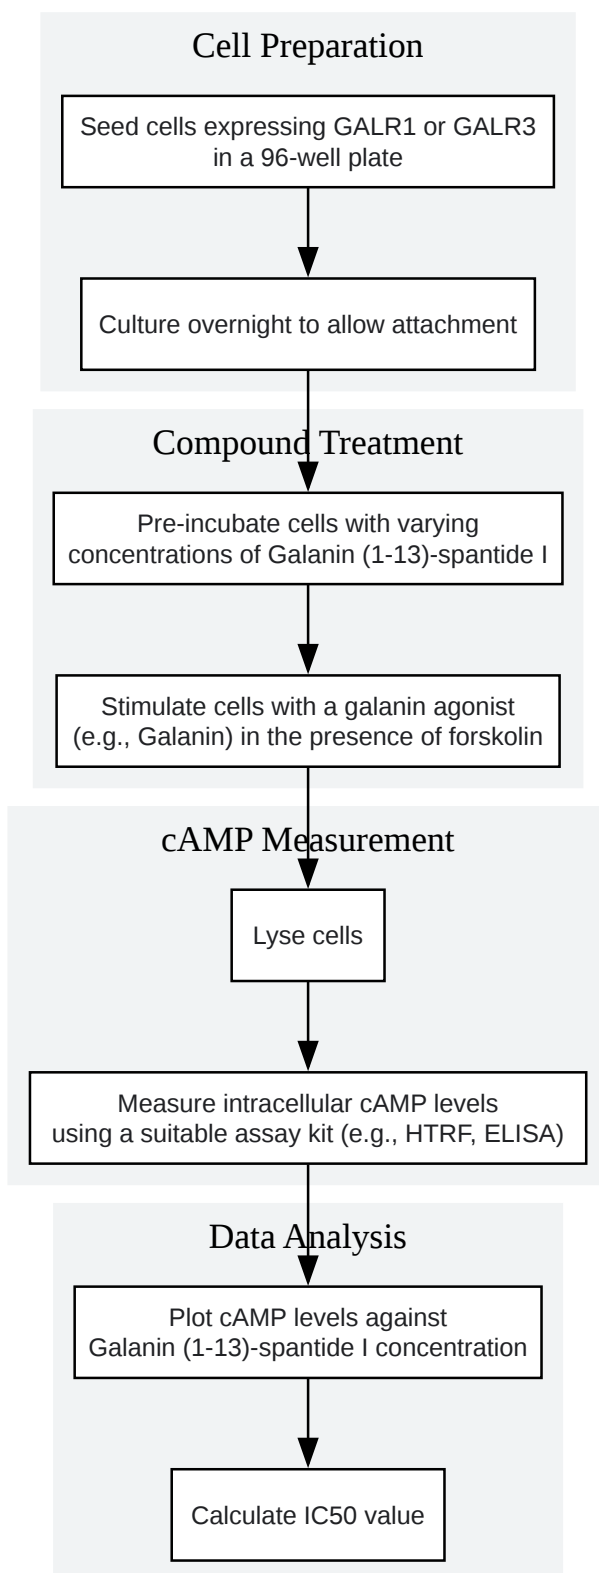 Cell Preparation
Seed cells expressing GALR1 or GALR3
in a 96-well plate
Culture overnight to allow attachment
Compound Treatment
Pre-incubate cells with varying
concentrations of Galanin (1-13)-spantide I
Stimulate cells with a galanin agonist
(e.g., Galanin) in the presence of forskolin
cAMP Measurement
Lyse cells
Measure intracellular cAMP levels
using a suitable assay kit (e.g., HTRF, ELISA)
Data Analysis
Plot cAMP levels against
Galanin (1-13)-spantide I concentration
Calculate IC50 value